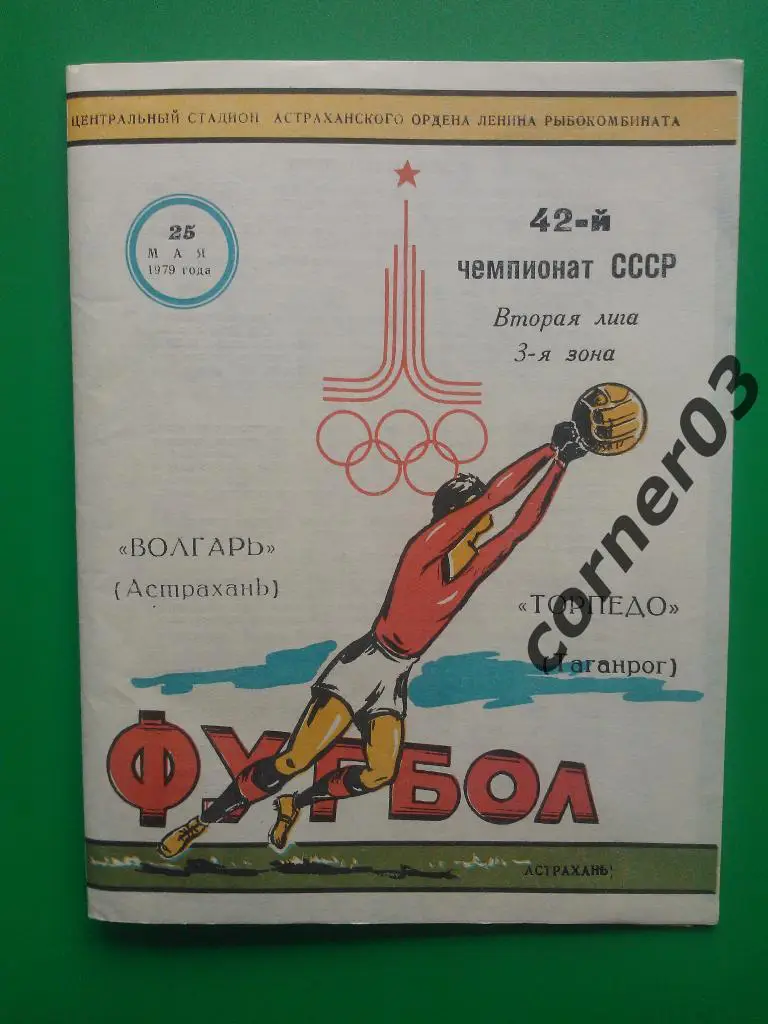 ЦЕНТРАЛЬНЫЙ СТАДИОН АСТРАХАНСКОГО ОРДЕНА ЛЕНИНА РЫБОКОМБИНАТА
25
МАЯ
1979 года
42-й
чемпионат СССР
Вторая лига
3-я зона
«ВОЛГАРЬ»
(Астрахань)
«ТОРПЕДО»
(Таганрог)
ФУТБОЛ
АСТРАХАНЬ
corner03